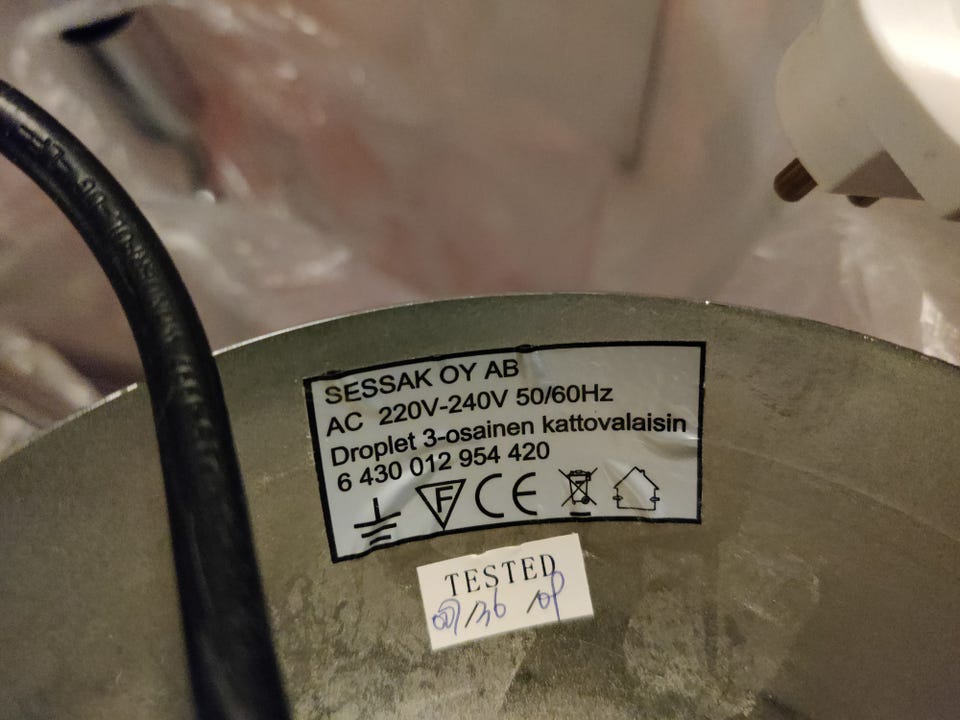 SESSAK OY AB
AC 220V-240V 50/60Hz
Droplet 3-osainen kattovalaisin
6 430 012 954 420
F CE
TESTED